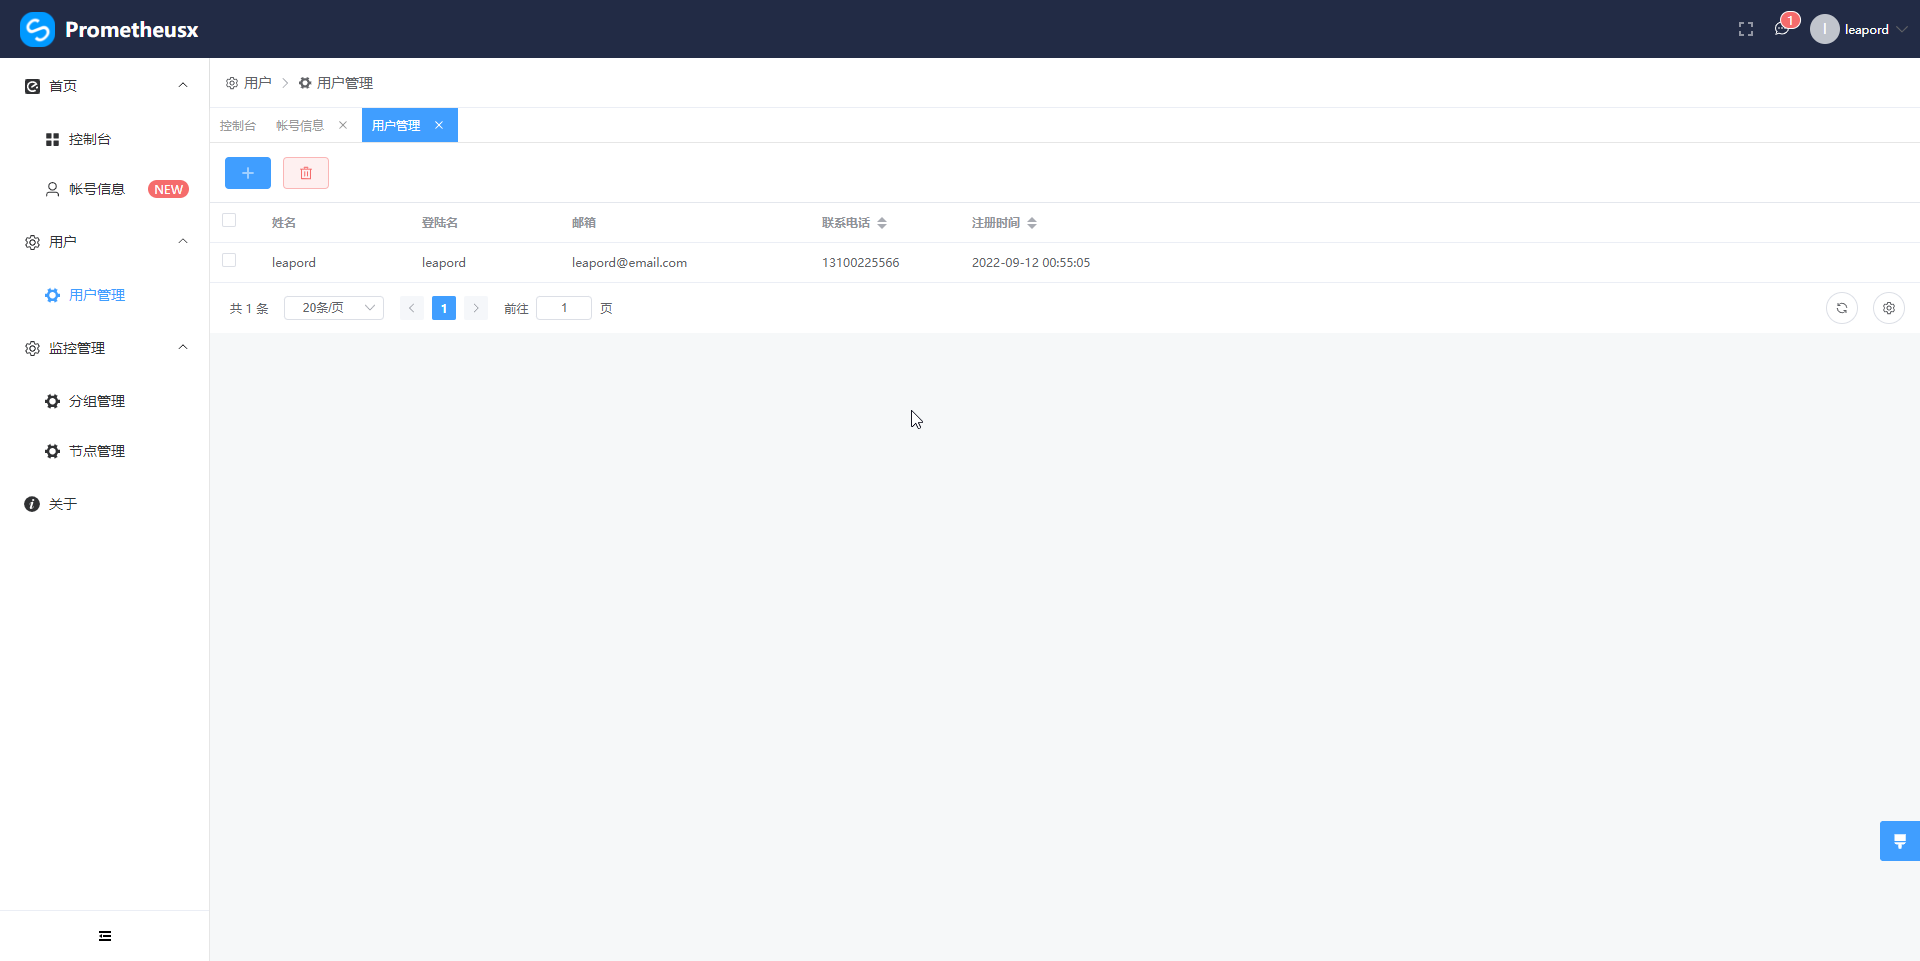 Prometheusx
1
l
leapord
首页
控制台
帐号信息
NEW
用户
用户管理
监控管理
分组管理
节点管理
关于
用户
用户管理
控制台
帐号信息
用户管理
姓名
登陆名
邮箱
联系电话
注册时间
leapord
leapord
leapord@email.com
13100225566
2022-09-12 00:55:05
共 1 条
20条/页
1
前往
1
页